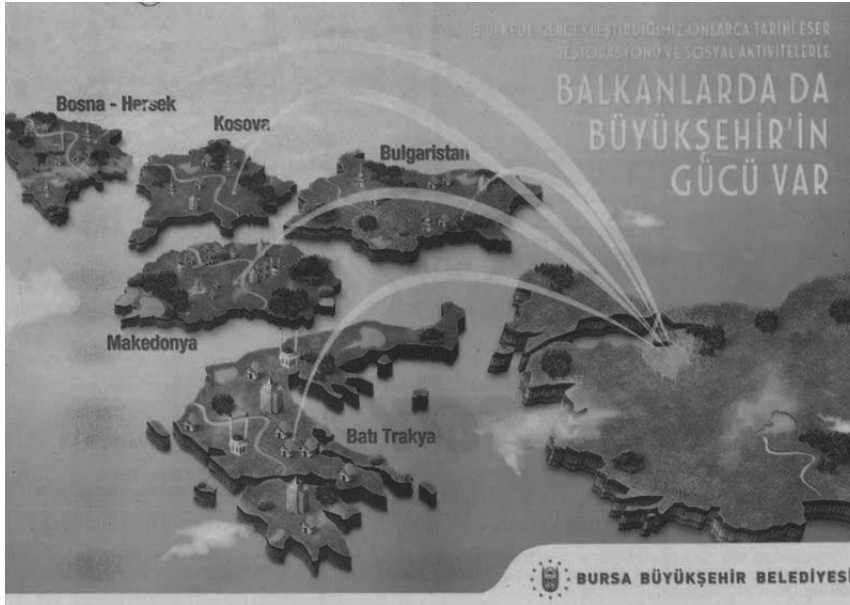 5 ÜLKEDE GERÇEKLEŞTİRDİĞİMİZ ONLARCA TARİHİ ESER
RESTORASYONU VE SOSYAL AKTİVİTELERLE
BALKANLARDA DA
BÜYÜKŞEHİR'İN
GÜCÜ VAR
Bosna - Hersek
Kosova
Bulgaristan
Makedonya
Batı Trakya
BURSA BÜYÜKŞEHİR BELEDİYESİ